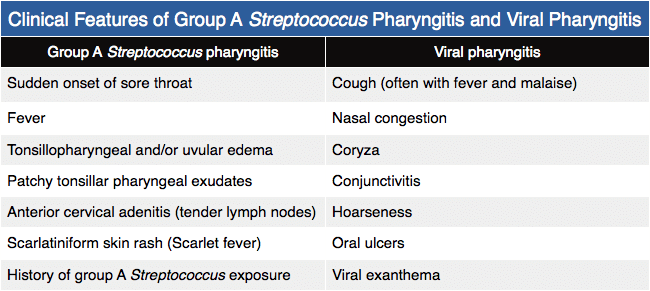 Clinical Features of Group A Streptococcus Pharyngitis and Viral Pharyngitis
Group A Streptococcus pharyngitis Viral pharyngitis
Sudden onset of sore throat Cough (often with fever and malaise)
Fever Nasal congestion
Tonsillopharyngeal and/or uvular edema Coryza
Patchy tonsillar pharyngeal exudates Conjunctivitis
Anterior cervical adenitis (tender lymph nodes) Hoarseness
Scarlatiniform skin rash (Scarlet fever) Oral ulcers
History of group A Streptococcus exposure Viral exanthema